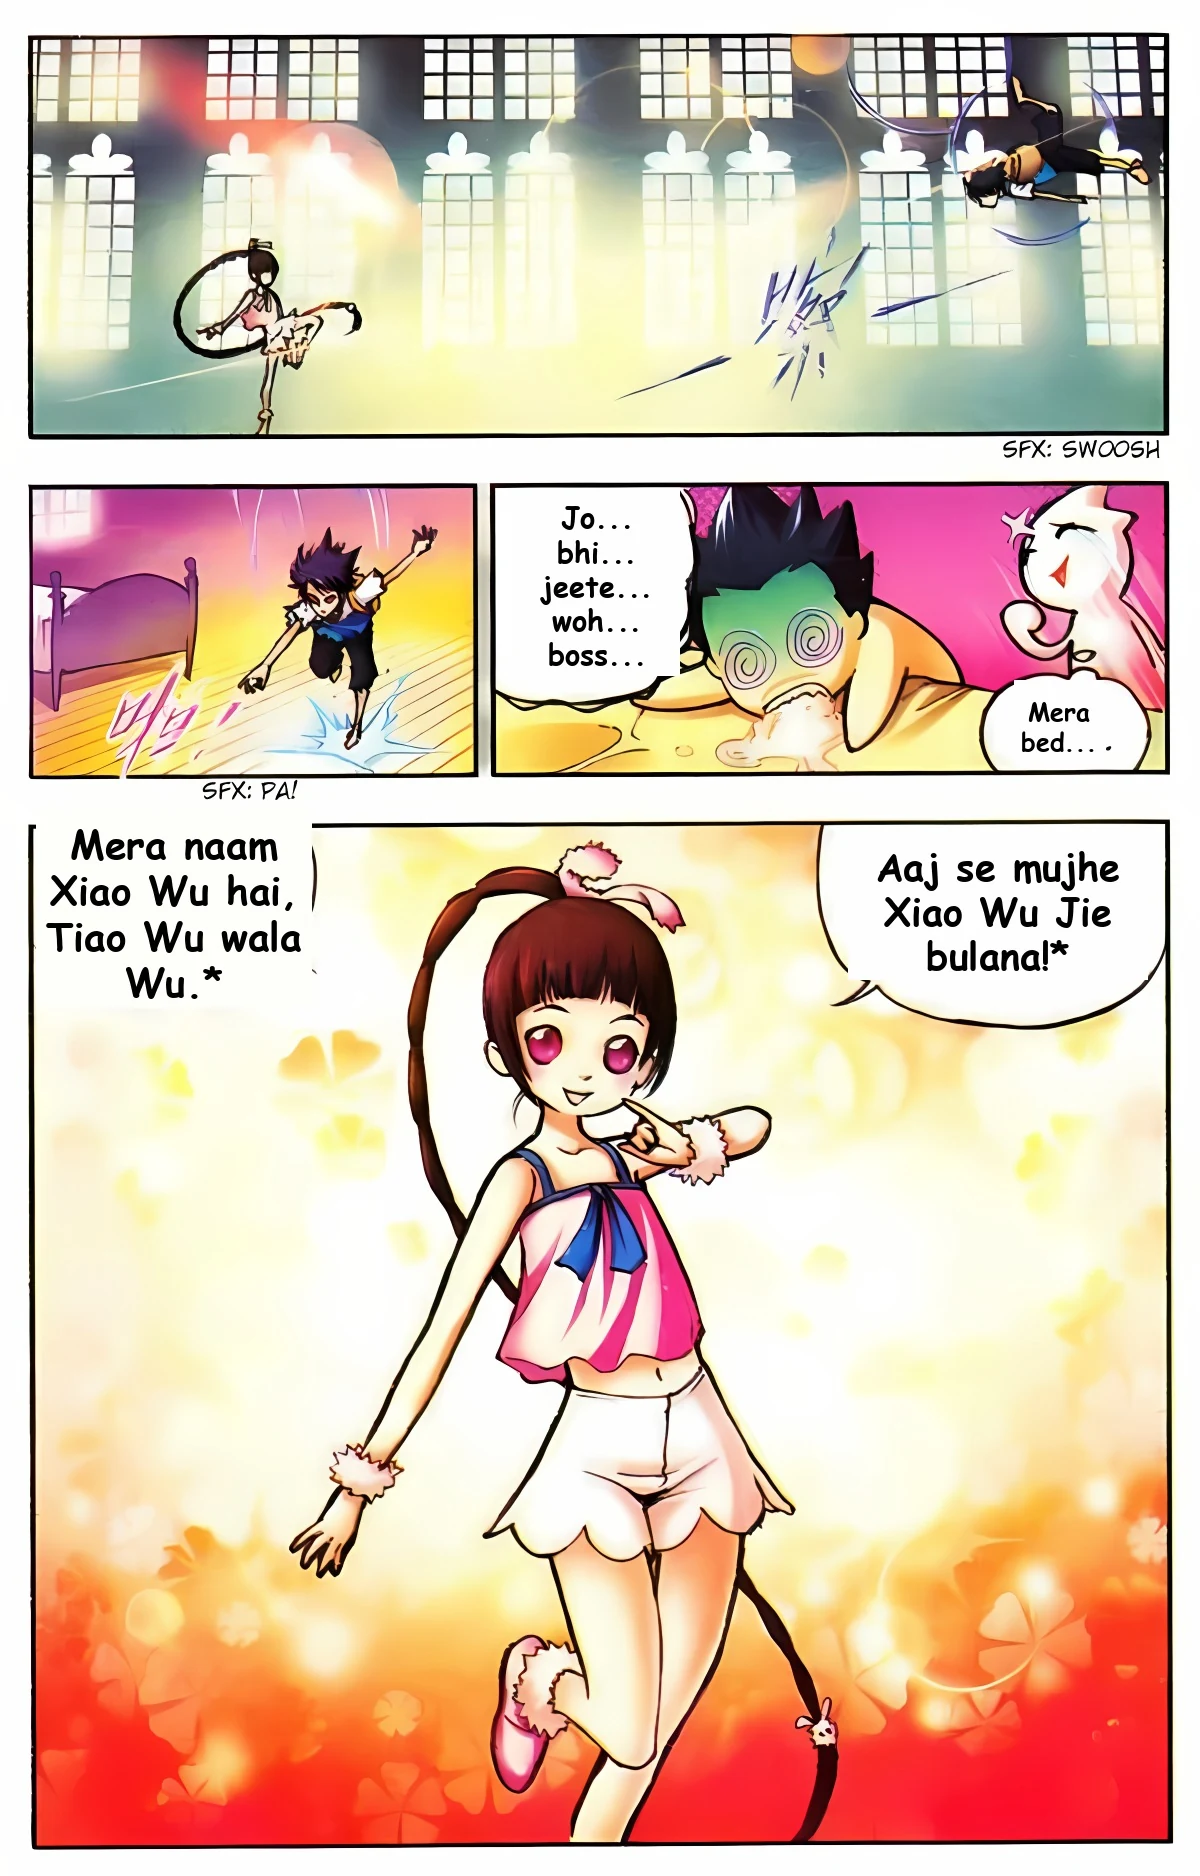 SFX: SWOOSH
SFX: PA!
Jo...
bhi...
jeete...
woh...
boss...
Mera
bed....
Mera naam
Xiao Wu hai,
Tiao Wu wala
Wu.*
Aaj se mujhe
Xiao Wu Jie
bulana!*